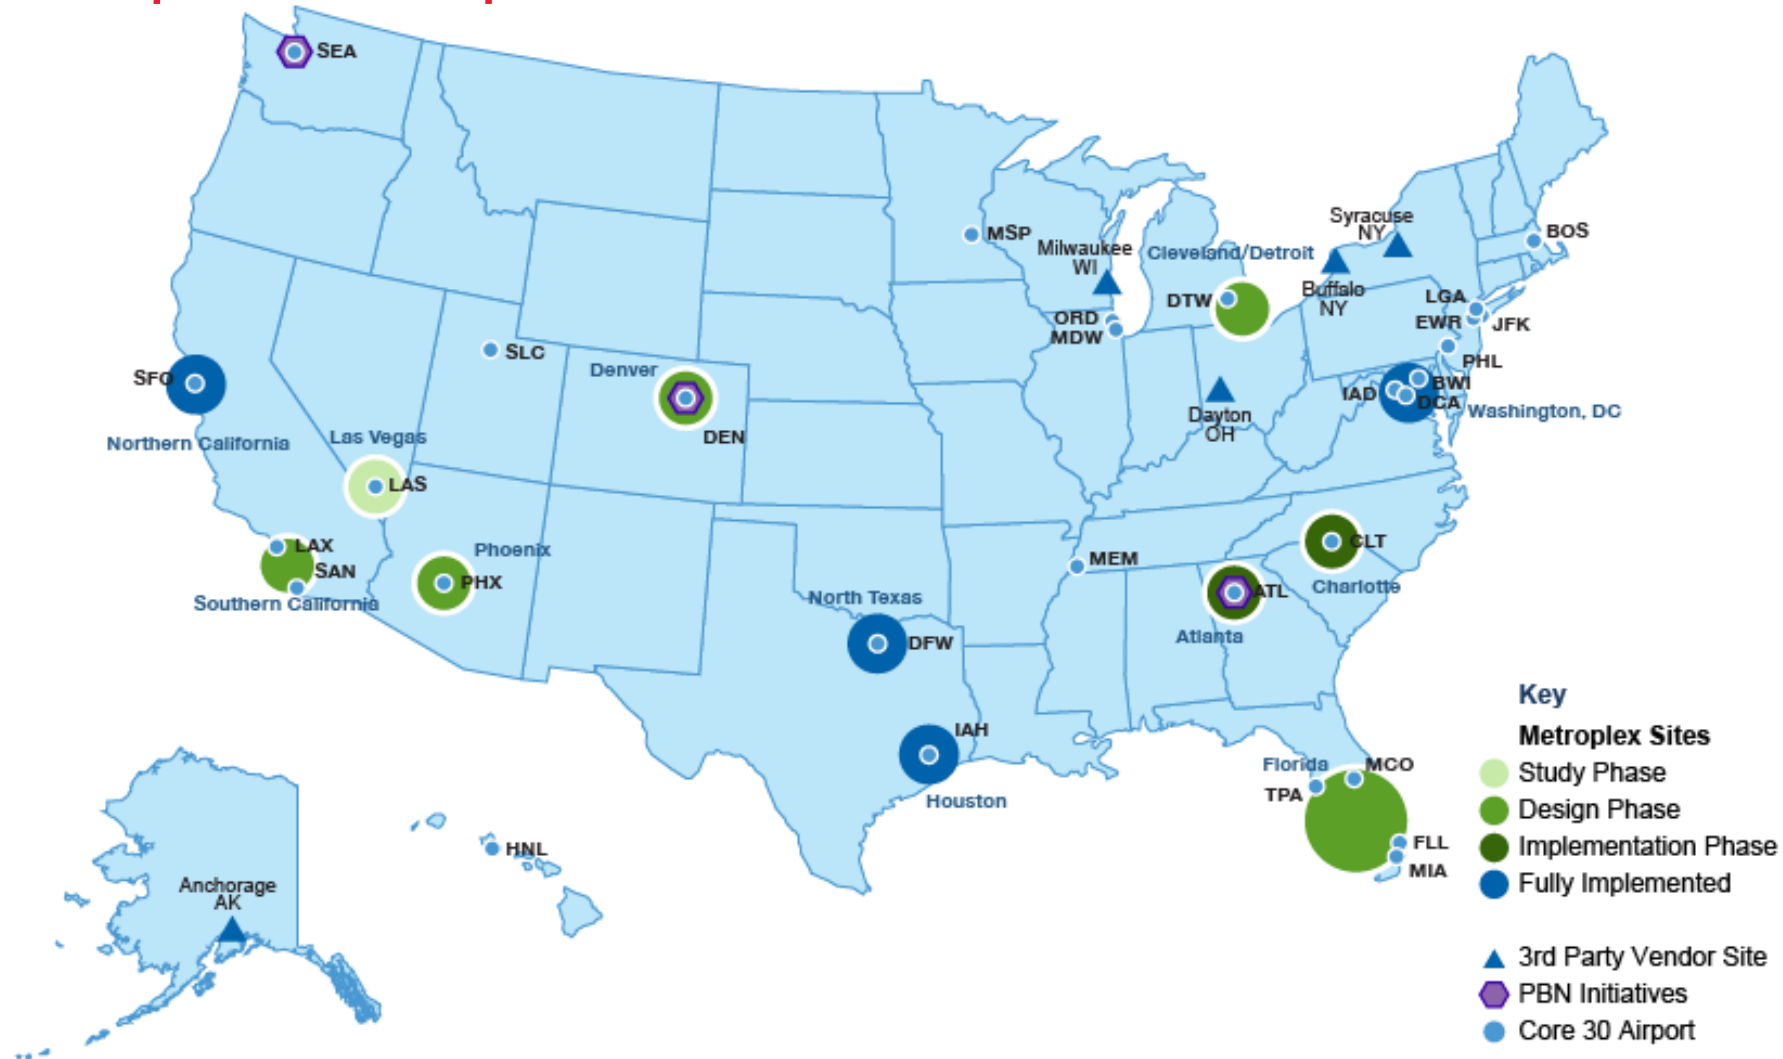 SEA
MSP
Milwaukee
WI
Cleveland/Detroit
Syracuse
NY
BOS
Buffalo
NY
DTW
ORD
MDW
LGA
EWR
JFK
PHL
SLC
SFO
Northern California
Denver
DEN
Las Vegas
LAS
Dayton
OH
IAD
BWI
DCA
Washington, DC
LAX
SAN
Southern California
Phoenix
PHX
North Texas
DFW
MEM
CLT
Charlotte
ATL
Atlanta
IAH
Houston
Florida
MCO
TPA
FLL
MIA
HNL
Anchorage
AK
Key
Metroplex Sites
Study Phase
Design Phase
Implementation Phase
Fully Implemented
3rd Party Vendor Site
PBN Initiatives
Core 30 Airport